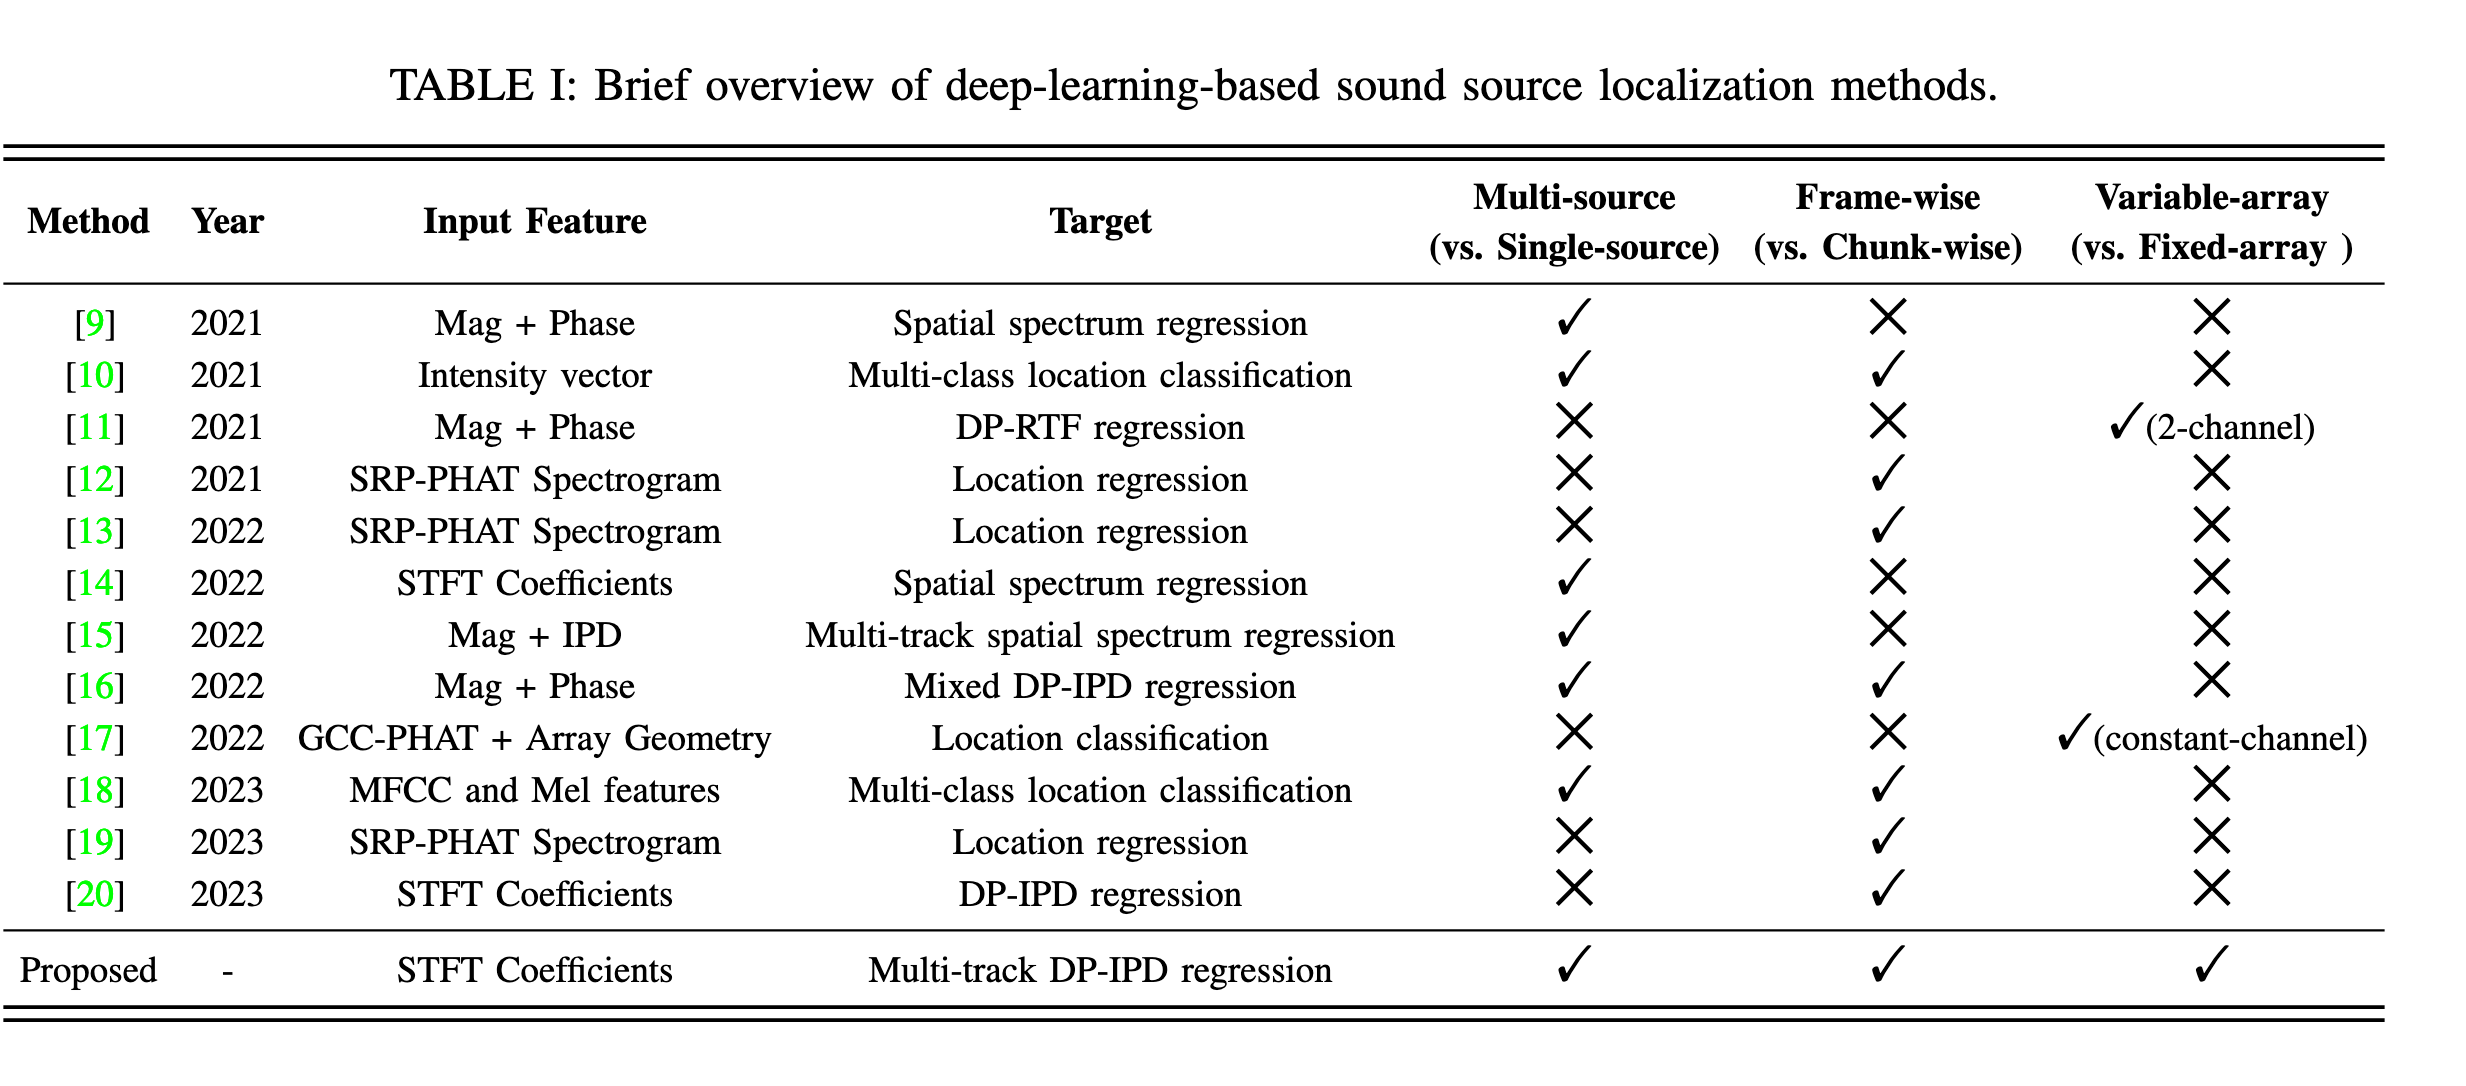 TABLE I: Brief overview of deep-learning-based sound source localization methods.
Method Year Input Feature Target Multi-source (vs. Single-source) Frame-wise (vs. Chunk-wise) Variable-array (vs. Fixed-array )
[9] 2021 Mag + Phase Spatial spectrum regression ✓ ✕ ✕
[10] 2021 Intensity vector Multi-class location classification ✓ ✓ ✕
[11] 2021 Mag + Phase DP-RTF regression ✕ ✕ ✓(2-channel)
[12] 2021 SRP-PHAT Spectrogram Location regression ✕ ✓ ✕
[13] 2022 SRP-PHAT Spectrogram Location regression ✕ ✓ ✕
[14] 2022 STFT Coefficients Spatial spectrum regression ✓ ✕ ✕
[15] 2022 Mag + IPD Multi-track spatial spectrum regression ✓ ✕ ✕
[16] 2022 Mag + Phase Mixed DP-IPD regression ✓ ✓ ✕
[17] 2022 GCC-PHAT + Array Geometry Location classification ✕ ✕ ✓(constant-channel)
[18] 2023 MFCC and Mel features Multi-class location classification ✓ ✓ ✕
[19] 2023 SRP-PHAT Spectrogram Location regression ✕ ✓ ✕
[20] 2023 STFT Coefficients DP-IPD regression ✕ ✓ ✕
Proposed - STFT Coefficients Multi-track DP-IPD regression ✓ ✓ ✓